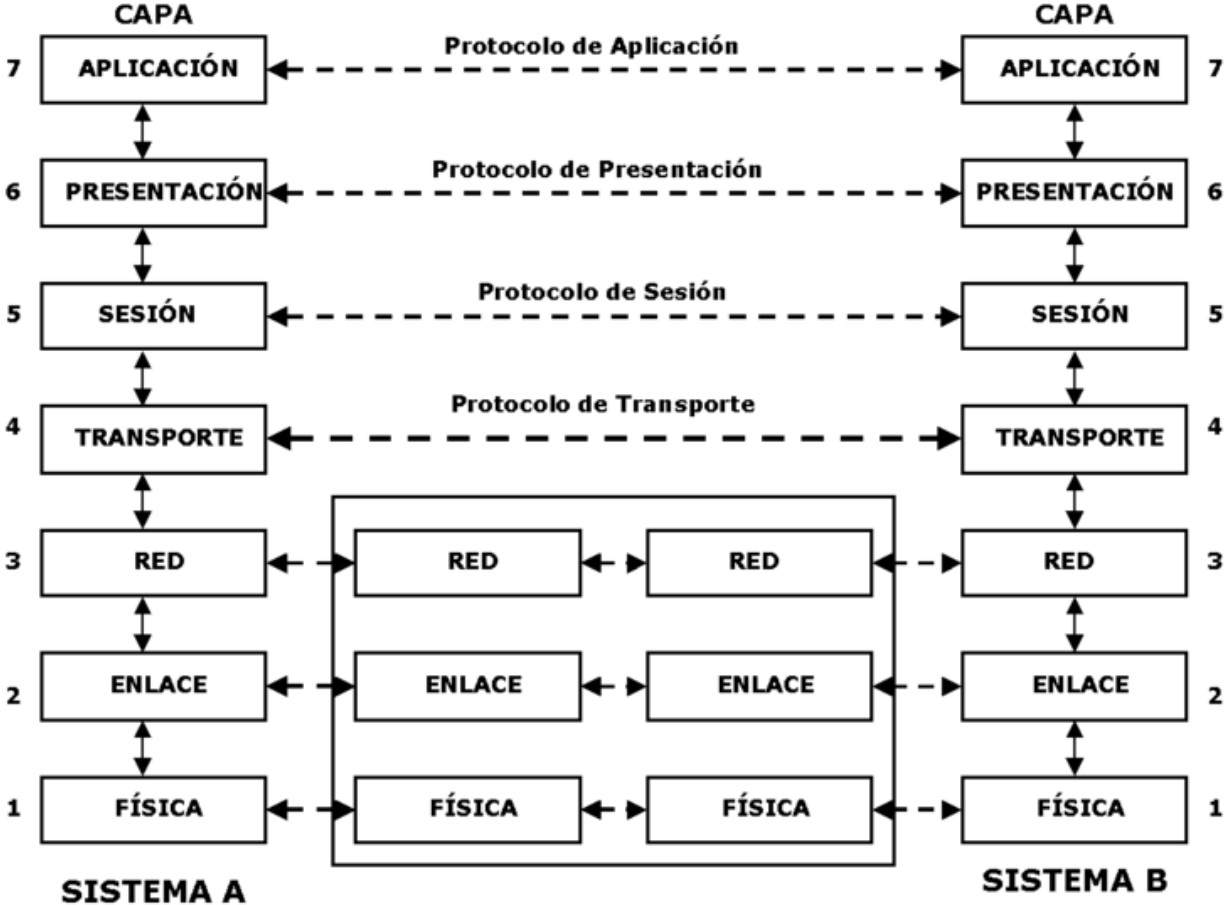 CAPA CAPA
7 APLICACIÓN Protocolo de Aplicación APLICACIÓN 7
6 PRESENTACIÓN Protocolo de Presentación PRESENTACIÓN 6
5 SESIÓN Protocolo de Sesión SESIÓN 5
4 TRANSPORTE Protocolo de Transporte TRANSPORTE 4
3 RED RED RED RED 3
2 ENLACE ENLACE ENLACE ENLACE 2
1 FÍSICA FÍSICA FÍSICA FÍSICA 1
SISTEMA A SISTEMA B